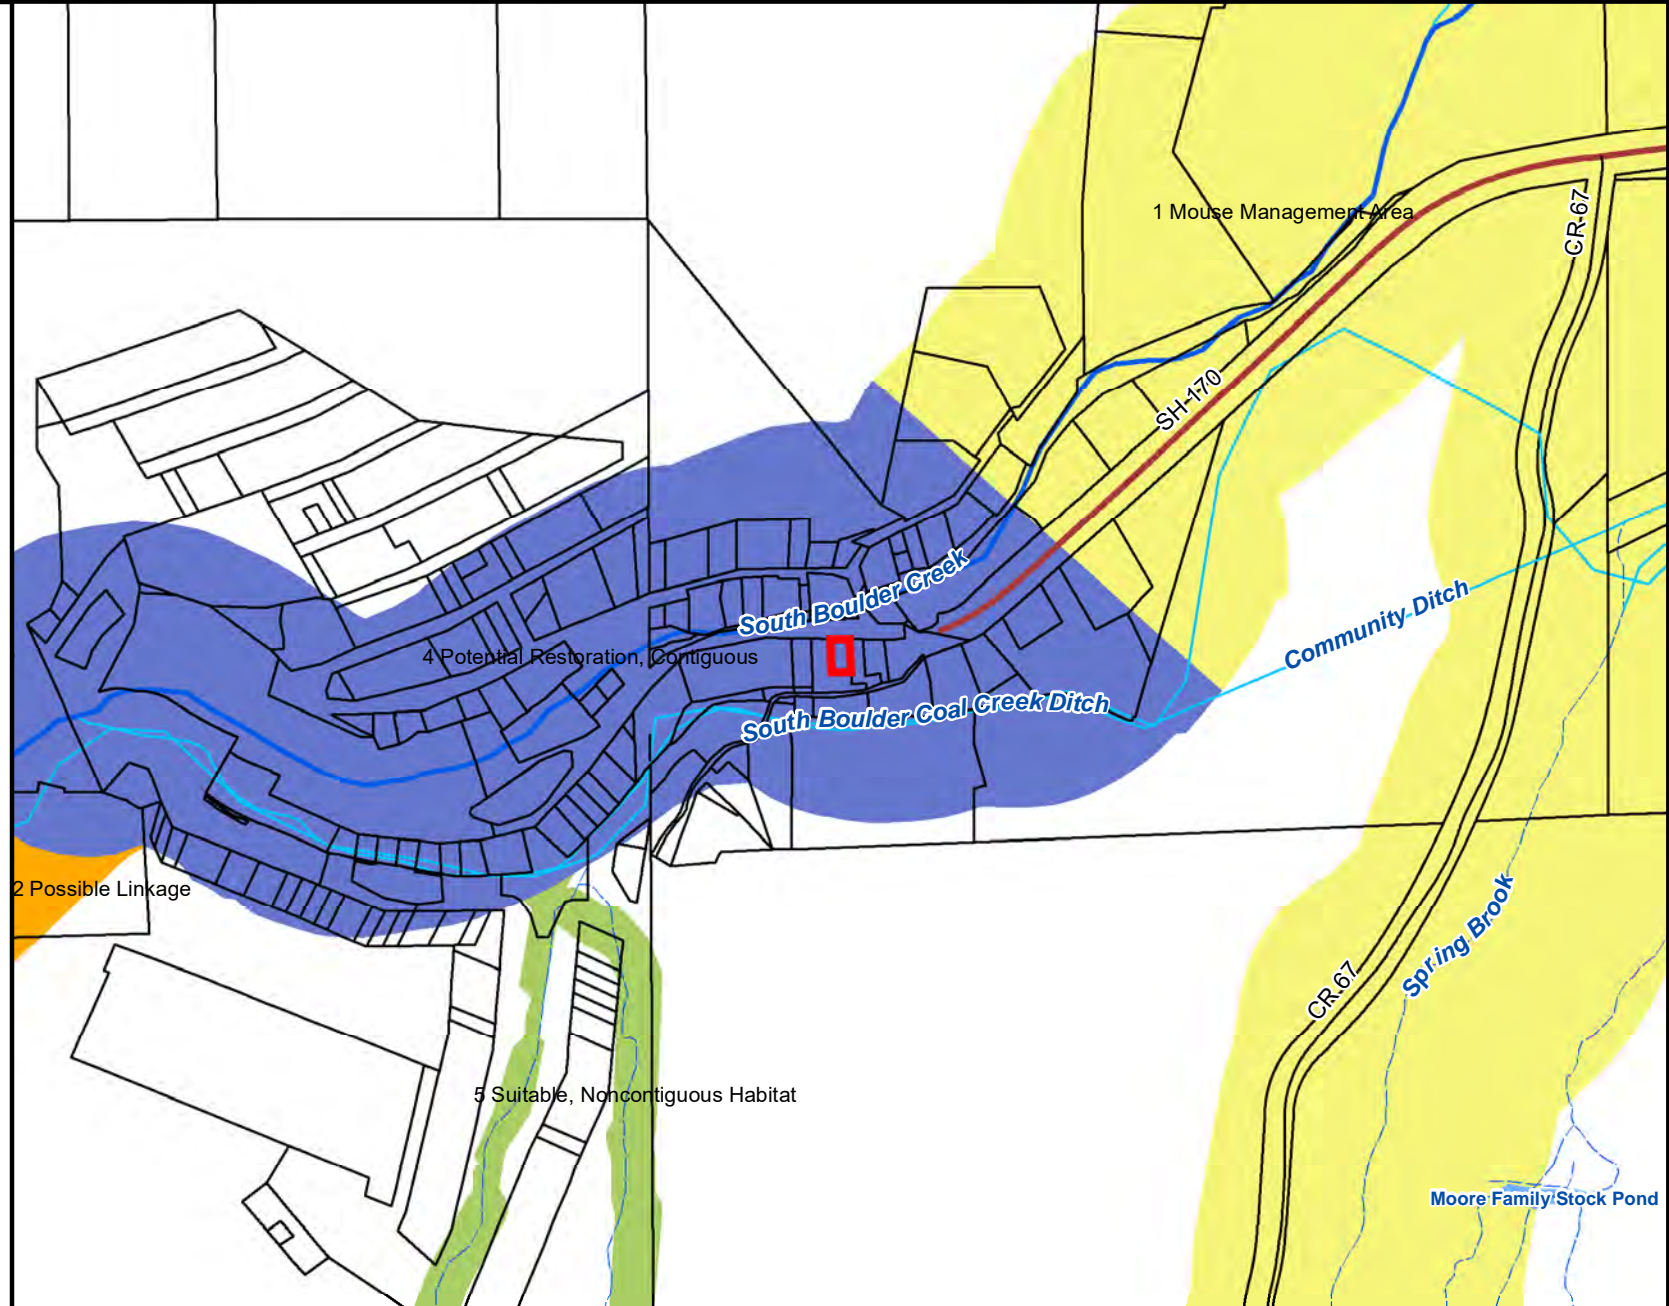 1 Mouse Management Area
CR 67
SH-170
South Boulder Creek
Community Ditch
4 Potential Restoration, Contiguous
South Boulder Coal Creek Ditch
2 Possible Linkage
Spring Brook
CR 67
5 Suitable, Noncontiguous Habitat
Moore Family Stock Pond